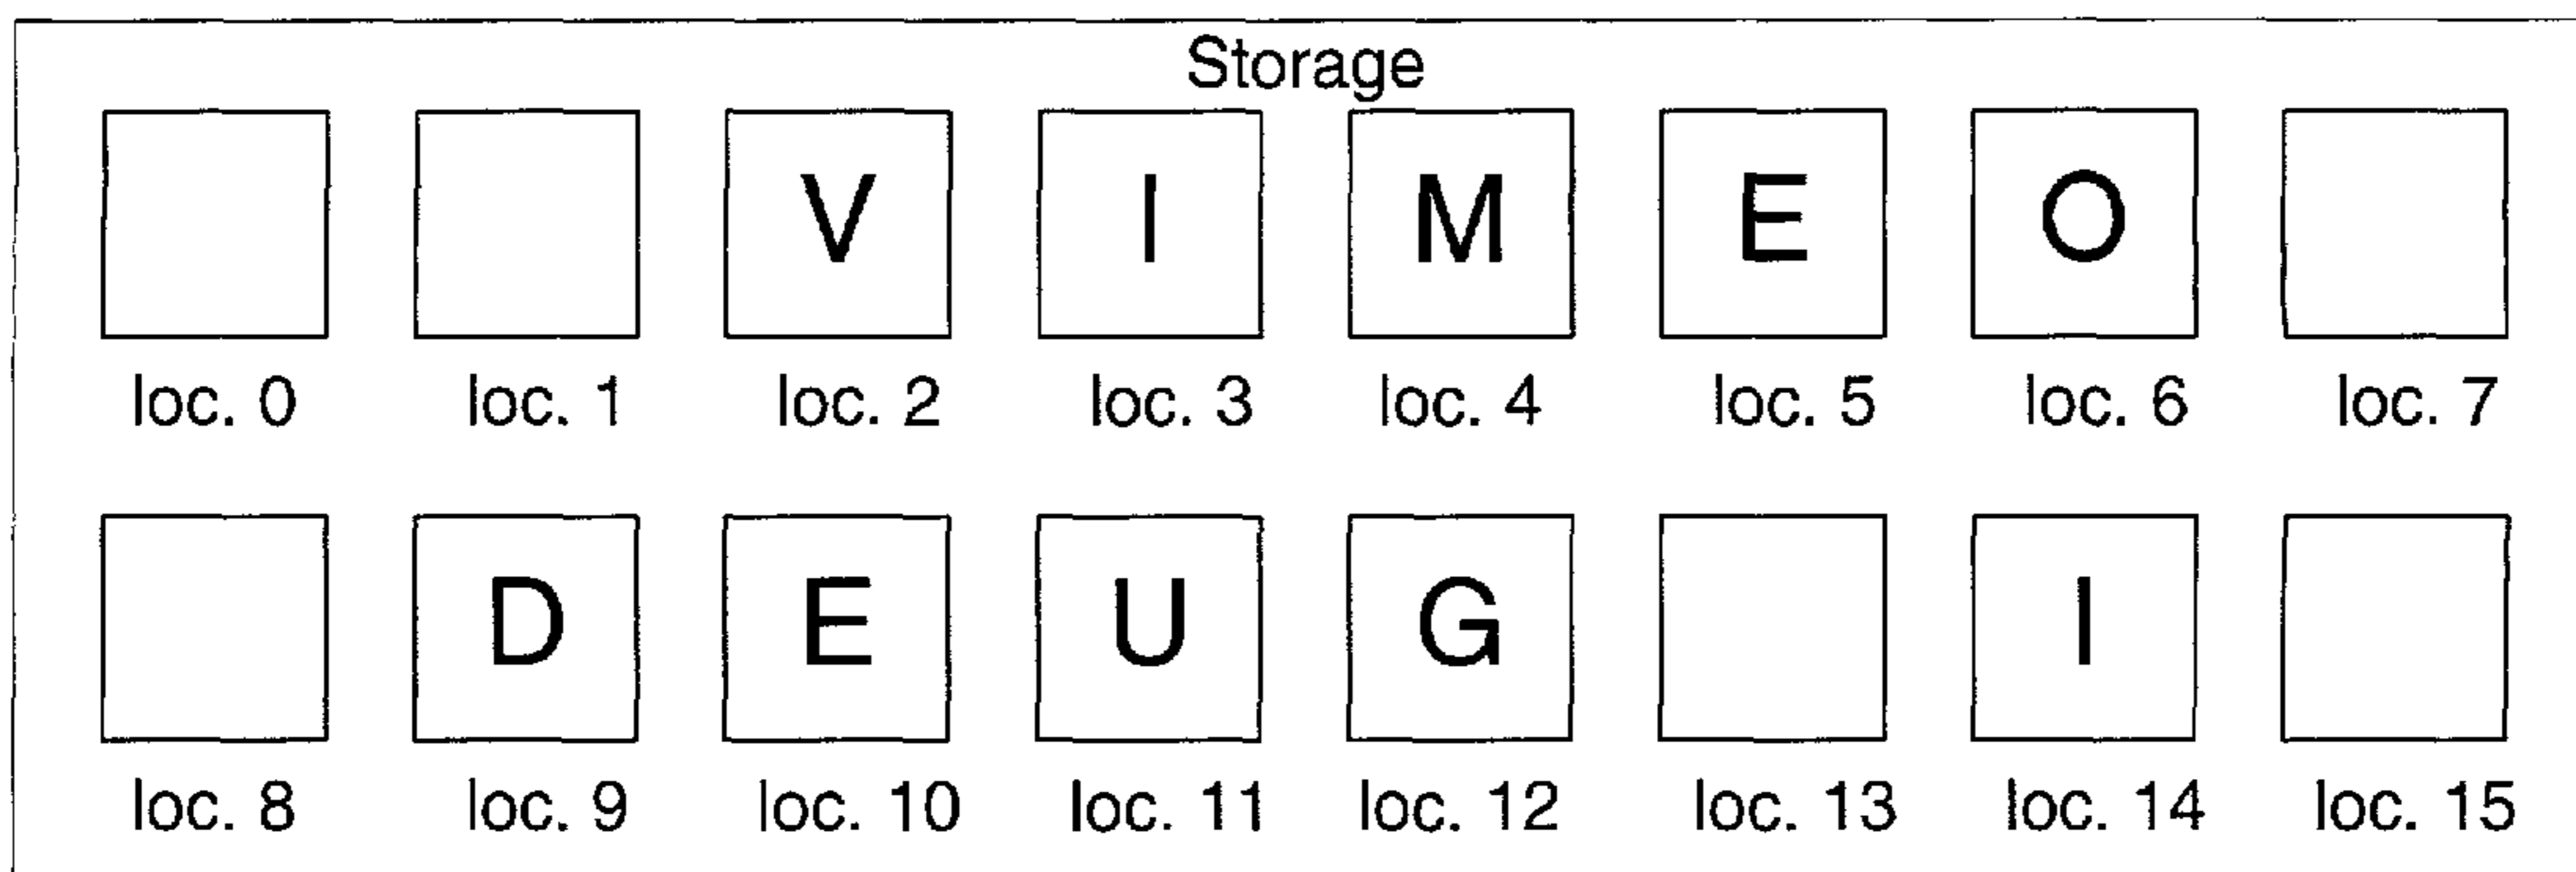 Storage
V I M E O
loc. 0 loc. 1 loc. 2 loc. 3 loc. 4 loc. 5 loc. 6 loc. 7
D E U G I
loc. 8 loc. 9 loc. 10 loc. 11 loc. 12 loc. 13 loc. 14 loc. 15